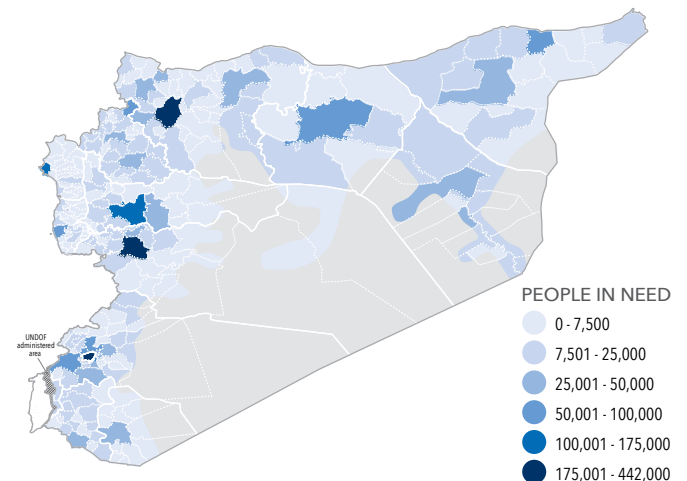 UNDOF
administered
area
PEOPLE IN NEED
0 - 7,500
7,501 - 25,000
25,001 - 50,000
50,001 - 100,000
100,001 - 175,000
175,001 - 442,000